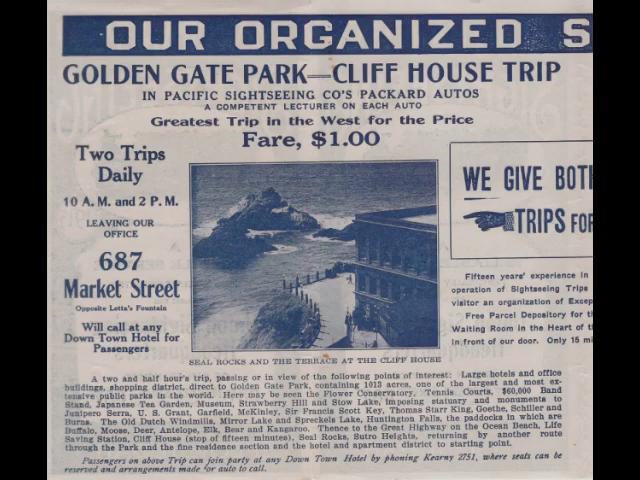 OUR ORGANIZED S
GOLDEN GATE PARK—CLIFF HOUSE TRIP
IN PACIFIC SIGHTSEEING CO'S PACKARD AUTOS
A COMPETENT LECTURER ON EACH AUTO
Greatest Trip in the West for the Price
Fare, $1.00
Two Trips
Daily
10 A. M. and 2 P. M.
LEAVING OUR
OFFICE
687
Market Street
Opposite Lotta's Fountain
Will call at any
Down Town Hotel for
Passengers
SEAL ROCKS AND THE TERRACE AT THE CLIFF HOUSE
WE GIVE BOTH
TRIPS FOR
Fifteen years' experience in
operation of Sightseeing Trips
visitor an organization of Excep
Free Parcel Depository for t
Waiting Room in the Heart of t
in front of our door. Only 15 mi
A two and half hour's trip, passing or in view of the following points of interest: Large hotels and office
buildings, shopping district, direct to Golden Gate Park, containing 1013 acres, one of the largest and most ex-
tensive public parks in the world. Here may be seen the Flower Conservatory, Tennis Courts, $60,000 Band
Stand, Japanese Tea Garden, Museum, Strawberry Hill and Stow Lake, imposing statuary and monuments to
Junipero Serra, U. S. Grant, Garfield, McKinley, Sir Francis Scott Key, Thomas Starr King, Goethe, Schiller and
Burns. The Old Dutch Windmills, Mirror Lake and Spreckels Lake, Huntington Falls, the paddocks in which are
Buffalo, Moose, Deer, Antelope, Elk, Bear and Kangaroo. Thence to the Great Highway on the Ocean Beach, Life
Saving Station, Cliff House (stop of fifteen minutes), Seal Rocks, Sutro Heights, returning by another route
through the Park and the fine residence section and the hotel and apartment district to starting point.
Passengers on above Trip can join party at any Down Town Hotel by phoning Kearny 2751, where seats can be
reserved and arrangements made for auto to call.